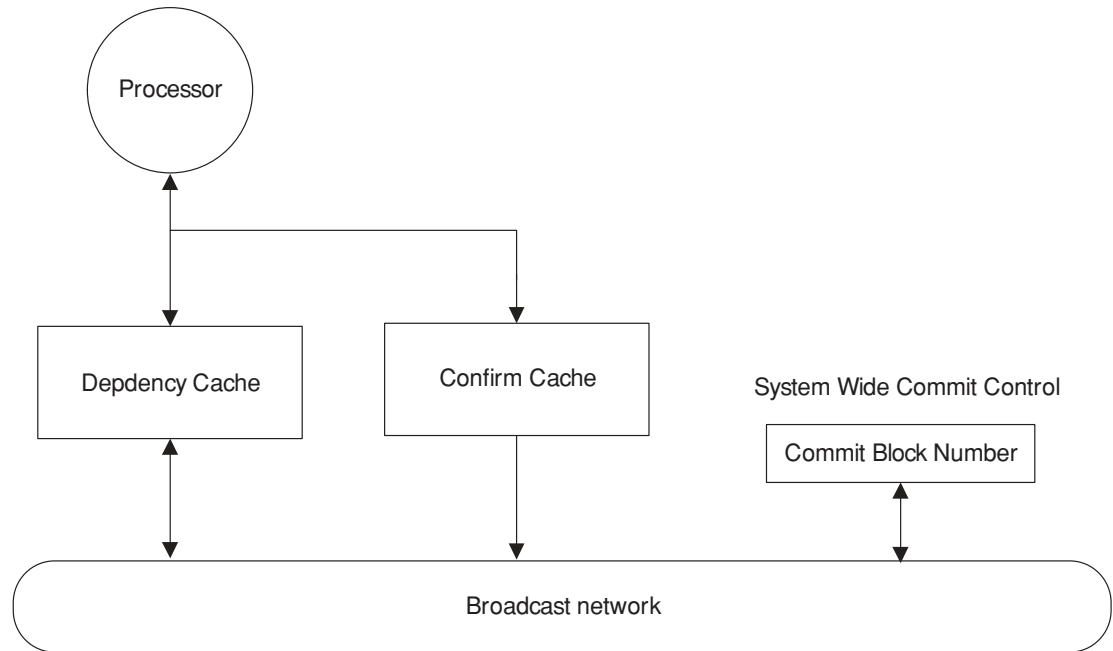 Processor
Depdency Cache
Confirm Cache
System Wide Commit Control
Commit Block Number
Broadcast network